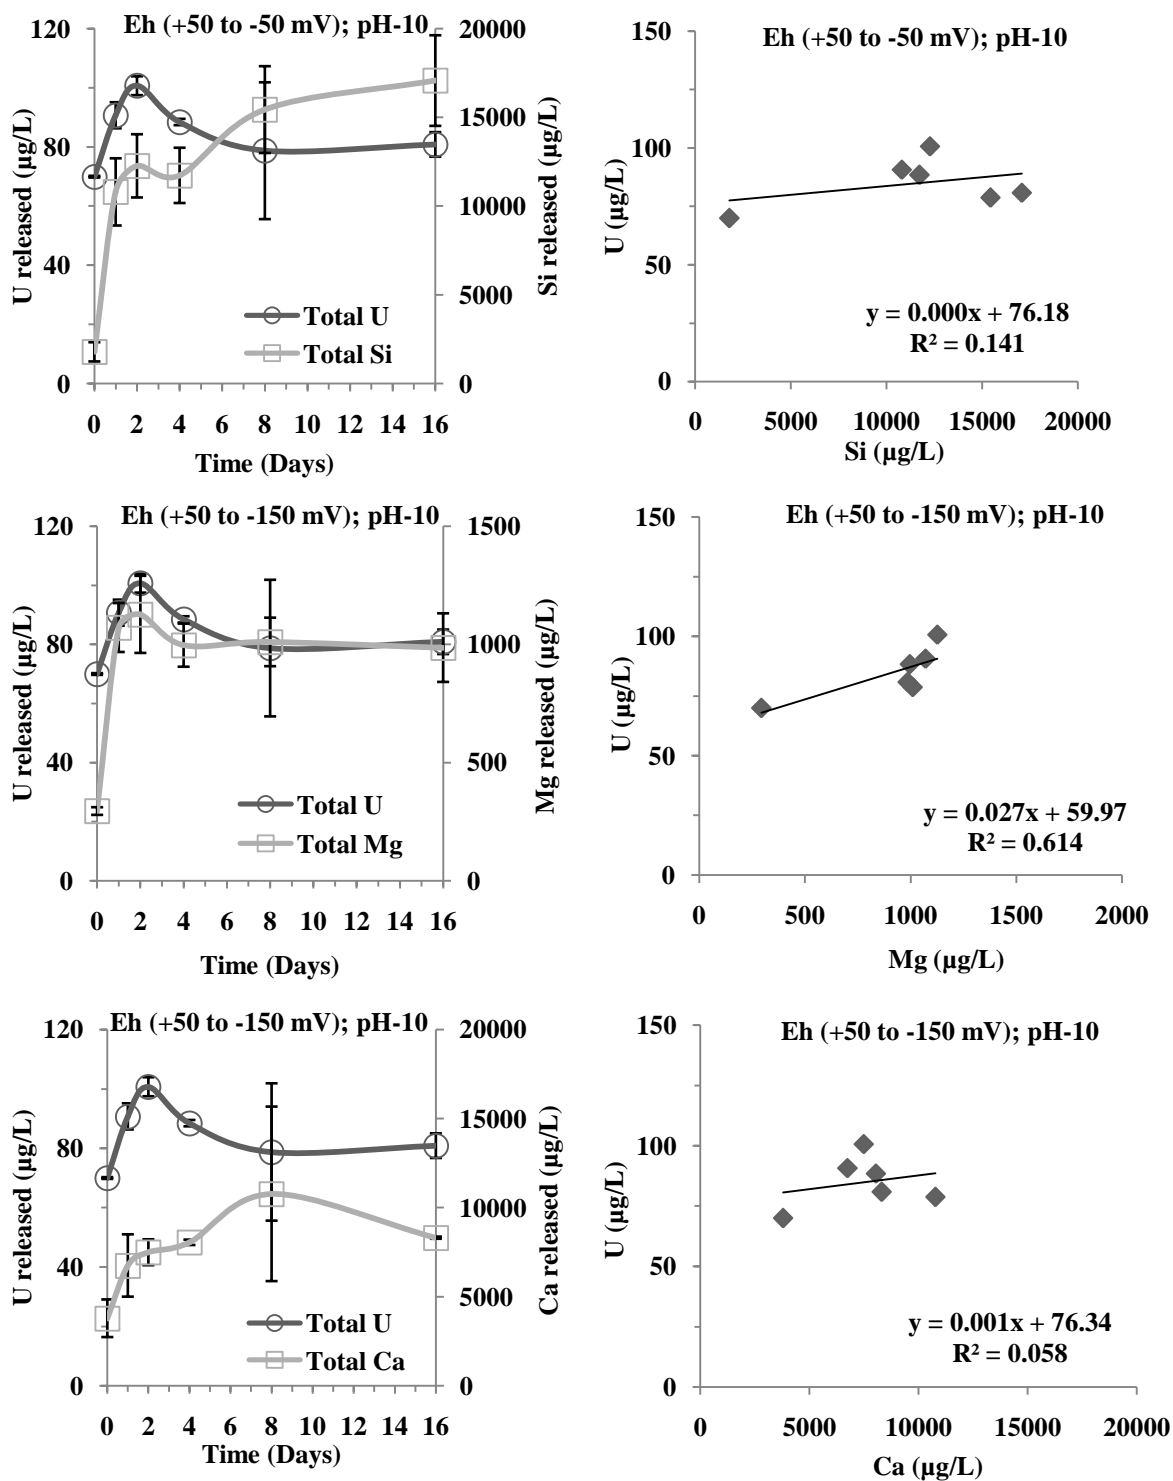 Eh (+50 to -50 mV); pH-10
120
80
40
0
U released (µg/L)
20000
15000
10000
5000
0
Si released (µg/L)
Total U
Total Si
0 2 4 6 8 10 12 14 16
Time (Days)
Eh (+50 to -50 mV); pH-10
150
100
50
0
U (µg/L)
y = 0.000x + 76.18
R² = 0.141
0 5000 10000 15000 20000
Si (µg/L)
Eh (+50 to -150 mV); pH-10
120
80
40
0
U released (µg/L)
1500
1000
500
0
Mg released (µg/L)
Total U
Total Mg
0 2 4 6 8 10 12 14 16
Time (Days)
Eh (+50 to -150 mV); pH-10
150
100
50
0
U (µg/L)
y = 0.027x + 59.97
R² = 0.614
0 500 1000 1500 2000
Mg (µg/L)
Eh (+50 to -150 mV); pH-10
120
80
40
0
U released (µg/L)
20000
15000
10000
5000
0
Ca released (µg/L)
Total U
Total Ca
0 2 4 6 8 10 12 14 16
Time (Days)
Eh (+50 to -150 mV); pH-10
150
100
50
0
U (µg/L)
y = 0.001x + 76.34
R² = 0.058
0 5000 10000 15000 20000
Ca (µg/L)